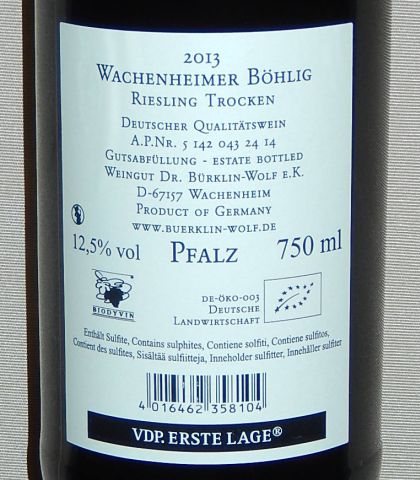 2013
Wachenheimer Böhlig
Riesling Trocken
Deutscher Qualitätswein
A.P.Nr. 5 142 043 24 14
Gutsabfüllung - estate bottled
Weingut Dr. Bürklin-Wolf e.K.
D-67157 Wachenheim
Product of Germany
www.buerklin-wolf.de
12,5% vol Pfalz 750 ml
BIODYVIN
DE-ÖKO-003
Deutsche
Landwirtschaft
Enthält Sulfite, Contains sulphites, Contiene solfiti, Contiene sulfitos,
Contient des sulfites, Sisältää sulfiitteja, Inneholder sulfitter, Innehåller sulfiter
4 016462 358104
VDP. ERSTE LAGE®